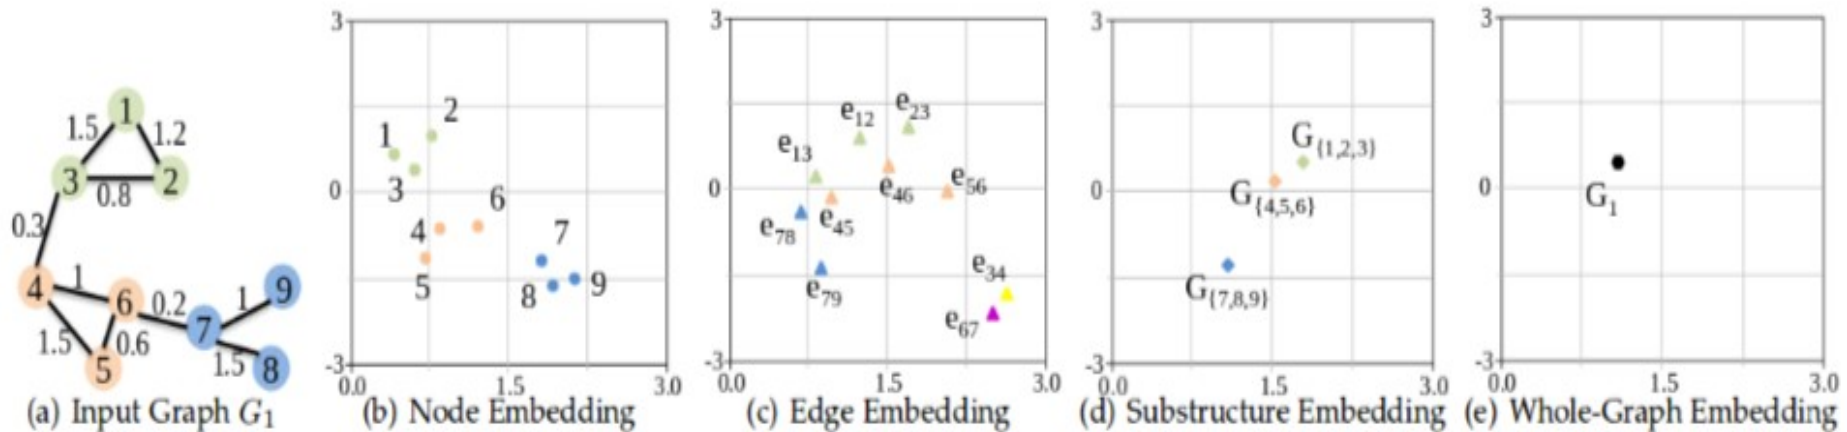 1
1.5
1.2
3
2
0.8
0.3
4
1
6
0.2
7
1
9
1.5
0.6
5
1.5
8
(a) Input Graph G1
3
0
-3
0.0 1.5 3.0
1
2
3
4
6
5
7
8
9
(b) Node Embedding
3
0
-3
0.0 1.5 3.0
e12
e23
e13
e46
e56
e45
e78
e79
e34
e67
(c) Edge Embedding
3
0
-3
0.0 1.5 3.0
G{1,2,3}
G{4,5,6}
G{7,8,9}
(d) Substructure Embedding
3
0
-3
0.0 1.5 3.0
G1
(e) Whole-Graph Embedding